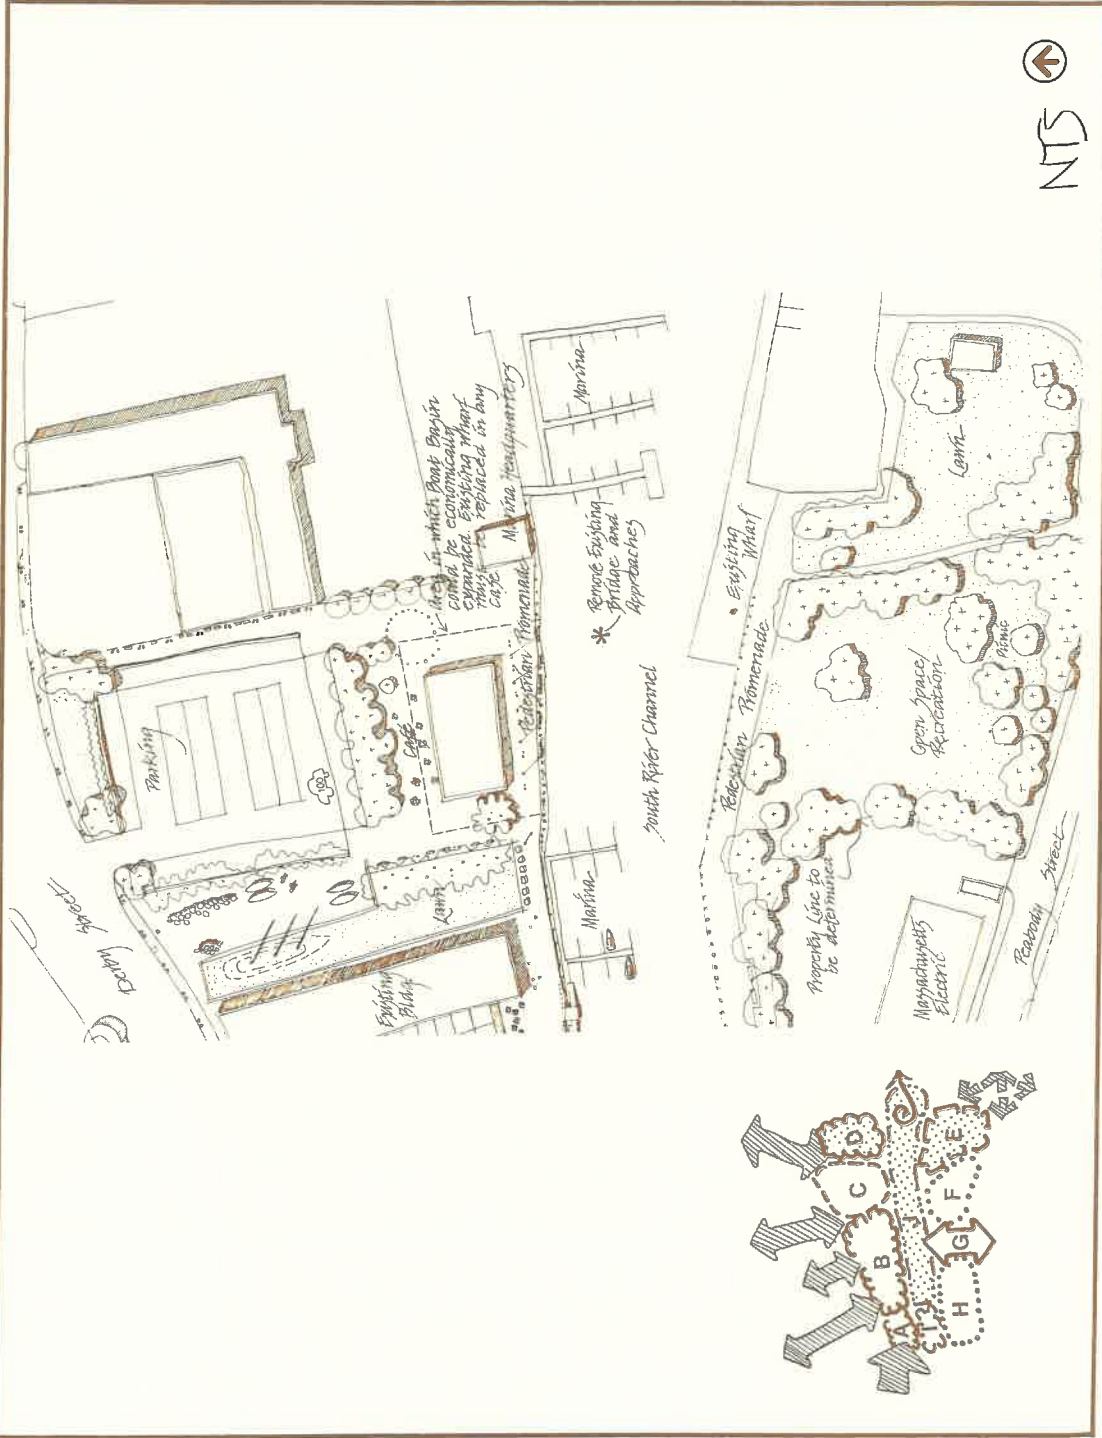 NTS
Derby Street
Parking
100
Existing
Bldg
Lawn
Café
Area in which Boat Basin
could be economically
expanded. Existing wharf
must be replaced in any
case
Marina Headquarters
Pedestrian Promenade
Marina
Marina
Remove Existing
Bridge and
Approaches
South River Channel
Existing
Wharf
Pedestrian Promenade
Property Line to
be determined
Open Space/
Recreation
Picnic
Lawn
Massachusetts
Electric
Peabody Street
A
B
C
D
E
F
G
H
I
J